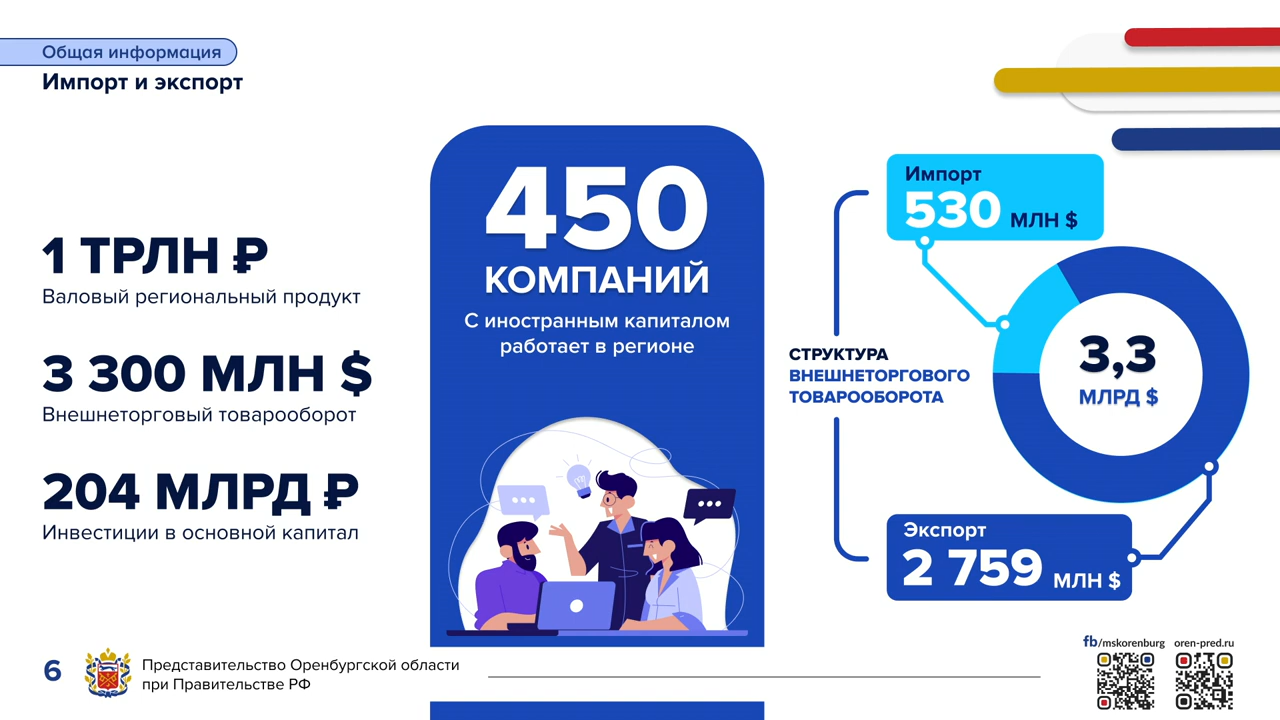 Общая информация
Импорт и экспорт
1 ТРЛН ₽
Валовый региональный продукт
3 300 МЛН $
Внешнеторговый товарооборот
204 МЛРД ₽
Инвестиции в основной капитал
450
КОМПАНИЙ
С иностранным капиталом
работает в регионе
Импорт
530 МЛН $
СТРУКТУРА
ВНЕШНЕТОРГОВОГО
ТОВАРООБОРОТА
3,3
МЛРД $
Экспорт
2 759 МЛН $
6
Представительство Оренбургской области
при Правительстве РФ
fb/mskorenburg
oren-pred.ru